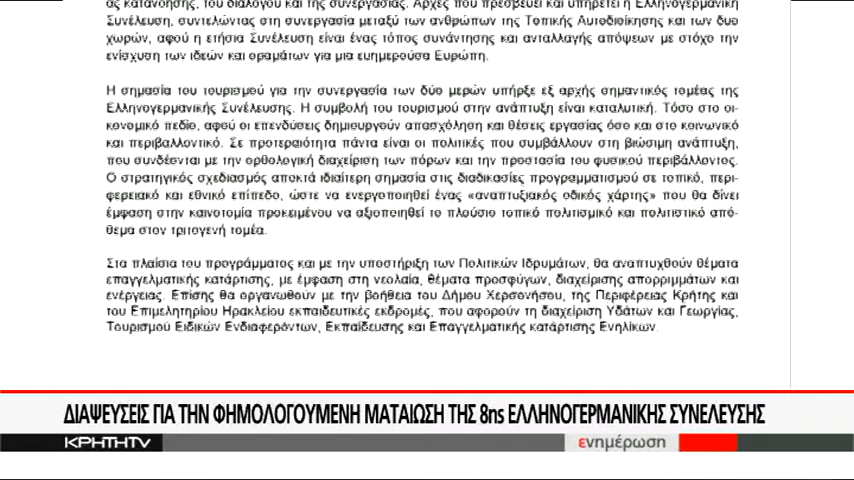 ας κατανόησης, του διαλόγου και της συνεργασίας. Αρχές που πρεσβεύει και υπηρετεί η Ελληνογερμανική
Συνέλευση, συντελώντας στη συνεργασία μεταξύ των ανθρώπων της Τοπικής Αυτοδιοίκησης και των δυο
χωρών, αφού η ετήσια Συνέλευση είναι ένας τόπος συνάντησης και ανταλλαγής απόψεων με στόχο την
ενίσχυση των ιδεών και οραμάτων για μια ευημερούσα Ευρώπη.
Η σημασία του τουρισμού για την συνεργασία των δύο μερών υπήρξε εξ αρχής σημαντικός τομέας της
Ελληνογερμανικής Συνέλευσης. Η συμβολή του τουρισμού στην ανάπτυξη είναι καταλυτική. Τόσο στο οι-
κονομικό πεδίο, αφού οι επενδύσεις δημιουργούν απασχόληση και θέσεις εργασίας όσο και στο κοινωνικό
και περιβαλλοντικό. Σε προτεραιότητα πάντα είναι οι πολιτικές που συμβάλλουν στη βιώσιμη ανάπτυξη,
που συνδέονται με την ορθολογική διαχείριση των πόρων και την προστασία του φυσικού περιβάλλοντος.
Ο στρατηγικός σχεδιασμός αποκτά ιδιαίτερη σημασία στις διαδικασίες προγραμματισμού σε τοπικό, περι-
φερειακό και εθνικό επίπεδο, ώστε να ενεργοποιηθεί ένας «αναπτυξιακός οδικός χάρτης» που θα δίνει
έμφαση στην καινοτομία προκειμένου να αξιοποιηθεί το πλούσιο τοπικό πολιτισμικό και πολιτιστικό από-
θεμα στον τριτογενή τομέα.
Στα πλαίσια του προγράμματος και με την υποστήριξη των Πολιτικών Ιδρυμάτων, θα αναπτυχθούν θέματα
επαγγελματικής κατάρτισης, με έμφαση στη νεολαία, θέματα προσφύγων, διαχείρισης απορριμμάτων και
ενέργειας. Επίσης θα οργανωθούν με την βοήθεια του Δήμου Χερσονήσου, της Περιφέρειας Κρήτης και
του Επιμελητηρίου Ηρακλείου εκπαιδευτικές εκδρομές, που αφορούν τη διαχείριση Υδάτων και Γεωργίας,
Τουρισμού Ειδικών Ενδιαφερόντων, Εκπαίδευσης και Επαγγελματικής κατάρτισης Ενηλίκων.
ΔΙΑΨΕΥΣΕΙΣ ΓΙΑ ΤΗΝ ΦΗΜΟΛΟΓΟΥΜΕΝΗ ΜΑΤΑΙΩΣΗ ΤΗΣ 8ης ΕΛΛΗΝΟΓΕΡΜΑΝΙΚΗΣ ΣΥΝΕΛΕΥΣΗΣ
ΚΡΗΤΗTV
ενημέρωση